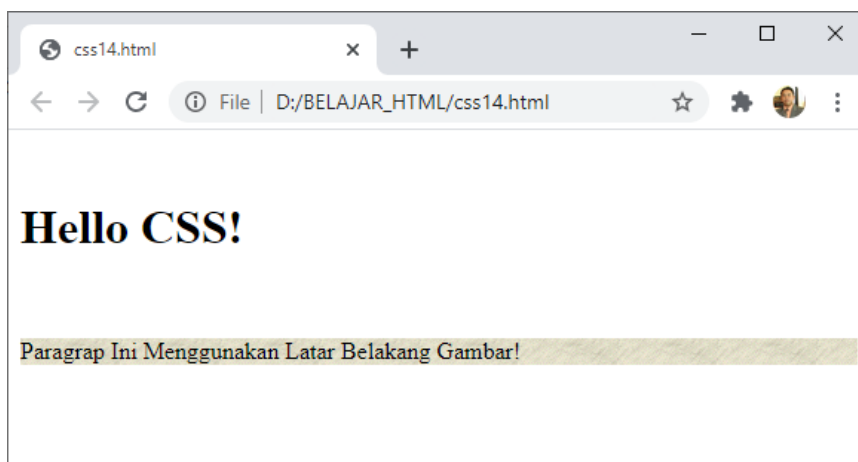 css14.html
File
D:/BELAJAR_HTML/css14.html
Hello CSS!
Paragrap Ini Menggunakan Latar Belakang Gambar!